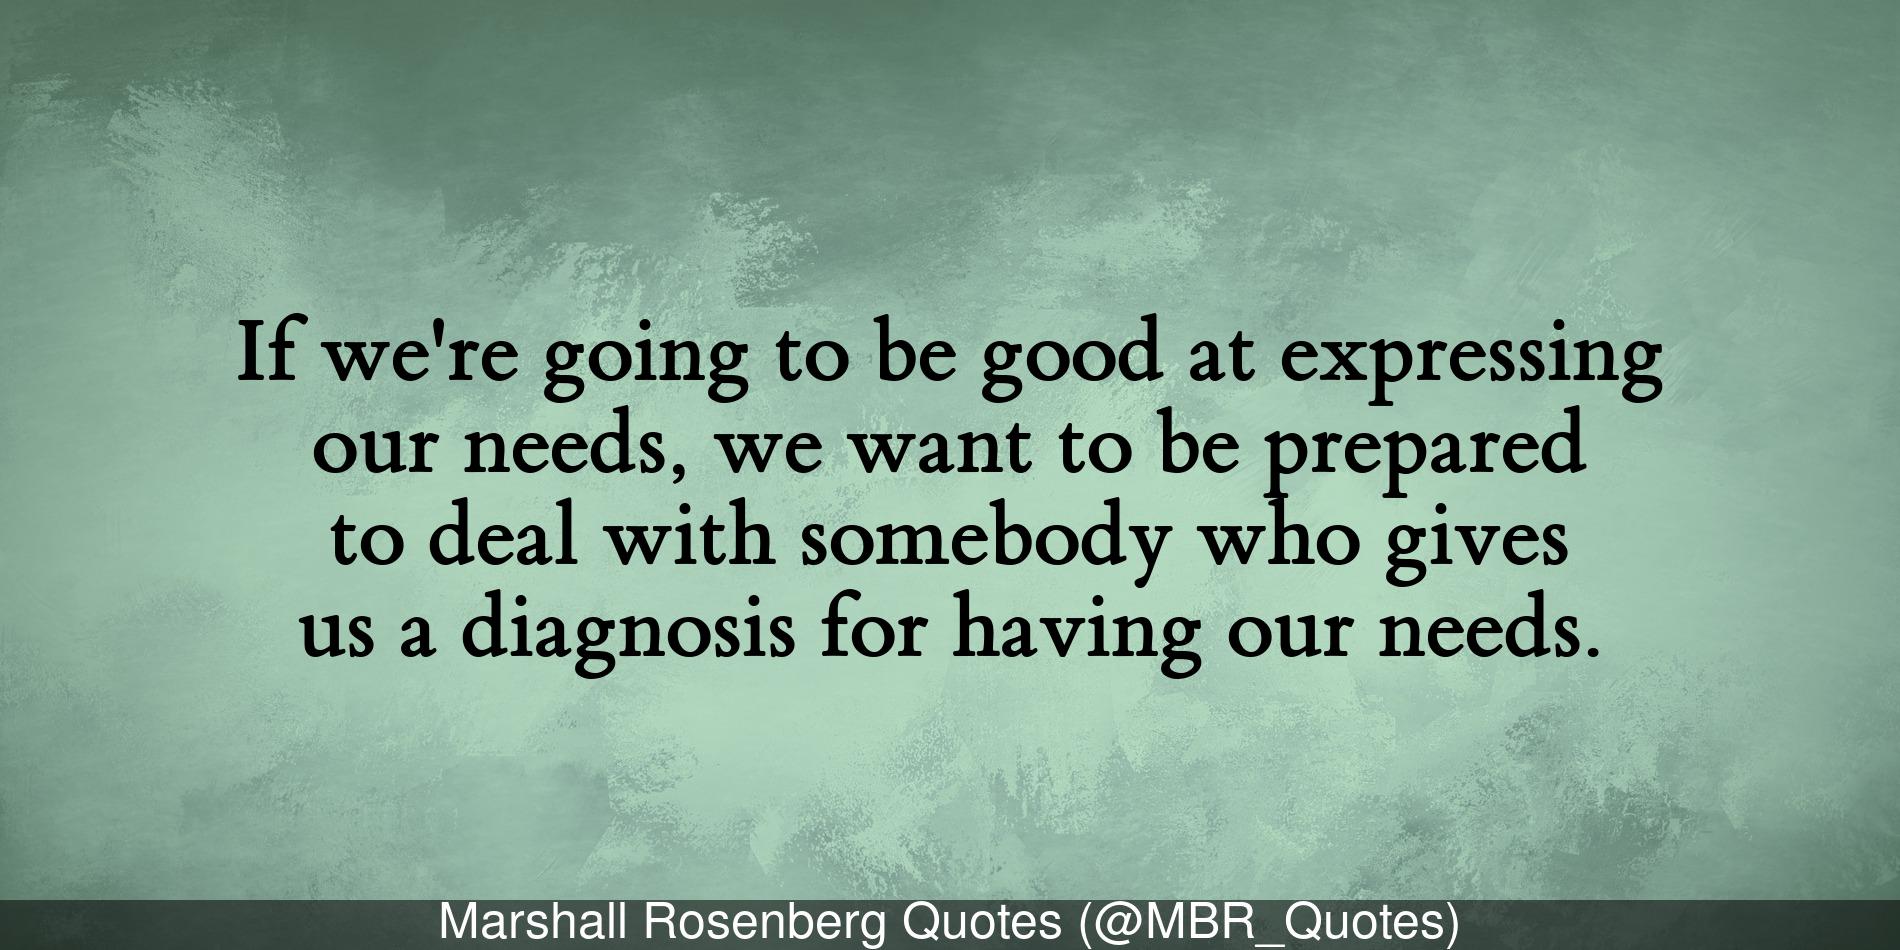 If we're going to be good at expressing
our needs, we want to be prepared
to deal with somebody who gives
us a diagnosis for having our needs.
Marshall Rosenberg Quotes (@MBR_Quotes)